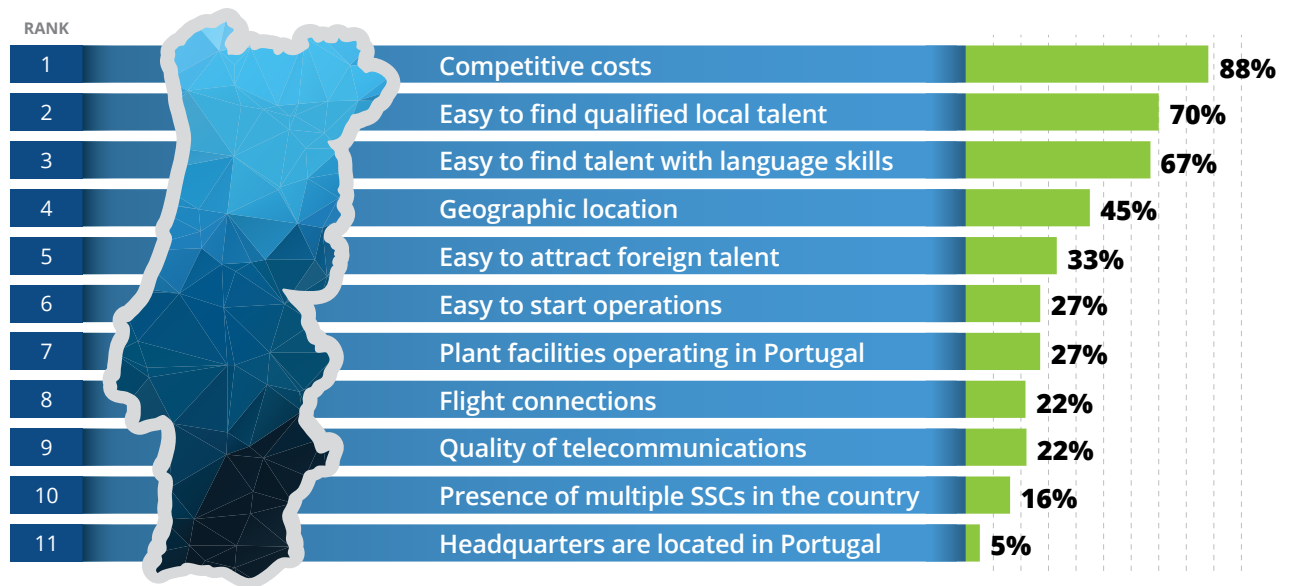 RANK
1 Competitive costs 88%
2 Easy to find qualified local talent 70%
3 Easy to find talent with language skills 67%
4 Geographic location 45%
5 Easy to attract foreign talent 33%
6 Easy to start operations 27%
7 Plant facilities operating in Portugal 27%
8 Flight connections 22%
9 Quality of telecommunications 22%
10 Presence of multiple SSCs in the country 16%
11 Headquarters are located in Portugal 5%